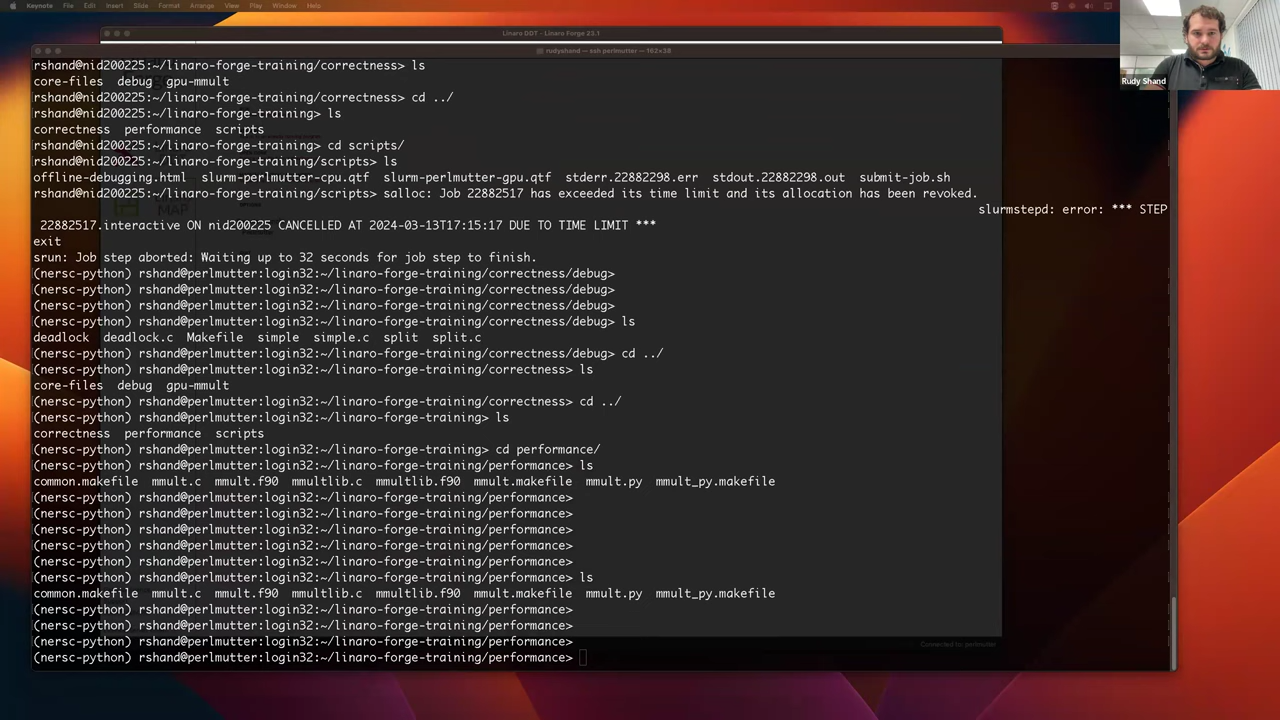 Keynote File Edit Insert Slide Format Arrange View Play Window Help
Linaro DDT - Linaro Forge 23.1
rudyshand — ssh perlmutter — 162×38
Rudy Shand
rshand@nid200225:~/linaro-forge-training/correctness> ls
core-files debug gpu-mmult
rshand@nid200225:~/linaro-forge-training/correctness> cd ../
rshand@nid200225:~/linaro-forge-training> ls
correctness performance scripts
rshand@nid200225:~/linaro-forge-training> cd scripts/
rshand@nid200225:~/linaro-forge-training/scripts> ls
offline-debugging.html slurm-perlmutter-cpu.qtf slurm-perlmutter-gpu.qtf stderr.22882298.err stdout.22882298.out submit-job.sh
rshand@nid200225:~/linaro-forge-training/scripts> salloc: Job 22882517 has exceeded its time limit and its allocation has been revoked.
slurmstepd: error: *** STEP
22882517.interactive ON nid200225 CANCELLED AT 2024-03-13T17:15:17 DUE TO TIME LIMIT ***
exit
srun: Job step aborted: Waiting up to 32 seconds for job step to finish.
(nersc-python) rshand@perlmutter:login32:~/linaro-forge-training/correctness/debug>
(nersc-python) rshand@perlmutter:login32:~/linaro-forge-training/correctness/debug>
(nersc-python) rshand@perlmutter:login32:~/linaro-forge-training/correctness/debug>
(nersc-python) rshand@perlmutter:login32:~/linaro-forge-training/correctness/debug> ls
deadlock deadlock.c Makefile simple simple.c split split.c
(nersc-python) rshand@perlmutter:login32:~/linaro-forge-training/correctness/debug> cd ../
(nersc-python) rshand@perlmutter:login32:~/linaro-forge-training/correctness> ls
core-files debug gpu-mmult
(nersc-python) rshand@perlmutter:login32:~/linaro-forge-training/correctness> cd ../
(nersc-python) rshand@perlmutter:login32:~/linaro-forge-training> ls
correctness performance scripts
(nersc-python) rshand@perlmutter:login32:~/linaro-forge-training> cd performance/
(nersc-python) rshand@perlmutter:login32:~/linaro-forge-training/performance> ls
common.makefile mmult.c mmult.f90 mmultlib.c mmultlib.f90 mmult.makefile mmult.py mmult_py.makefile
(nersc-python) rshand@perlmutter:login32:~/linaro-forge-training/performance>
(nersc-python) rshand@perlmutter:login32:~/linaro-forge-training/performance>
(nersc-python) rshand@perlmutter:login32:~/linaro-forge-training/performance>
(nersc-python) rshand@perlmutter:login32:~/linaro-forge-training/performance>
(nersc-python) rshand@perlmutter:login32:~/linaro-forge-training/performance>
(nersc-python) rshand@perlmutter:login32:~/linaro-forge-training/performance> ls
common.makefile mmult.c mmult.f90 mmultlib.c mmultlib.f90 mmult.makefile mmult.py mmult_py.makefile
(nersc-python) rshand@perlmutter:login32:~/linaro-forge-training/performance>
(nersc-python) rshand@perlmutter:login32:~/linaro-forge-training/performance>
(nersc-python) rshand@perlmutter:login32:~/linaro-forge-training/performance>
Connected to: perlmutter
(nersc-python) rshand@perlmutter:login32:~/linaro-forge-training/performance>
MAP